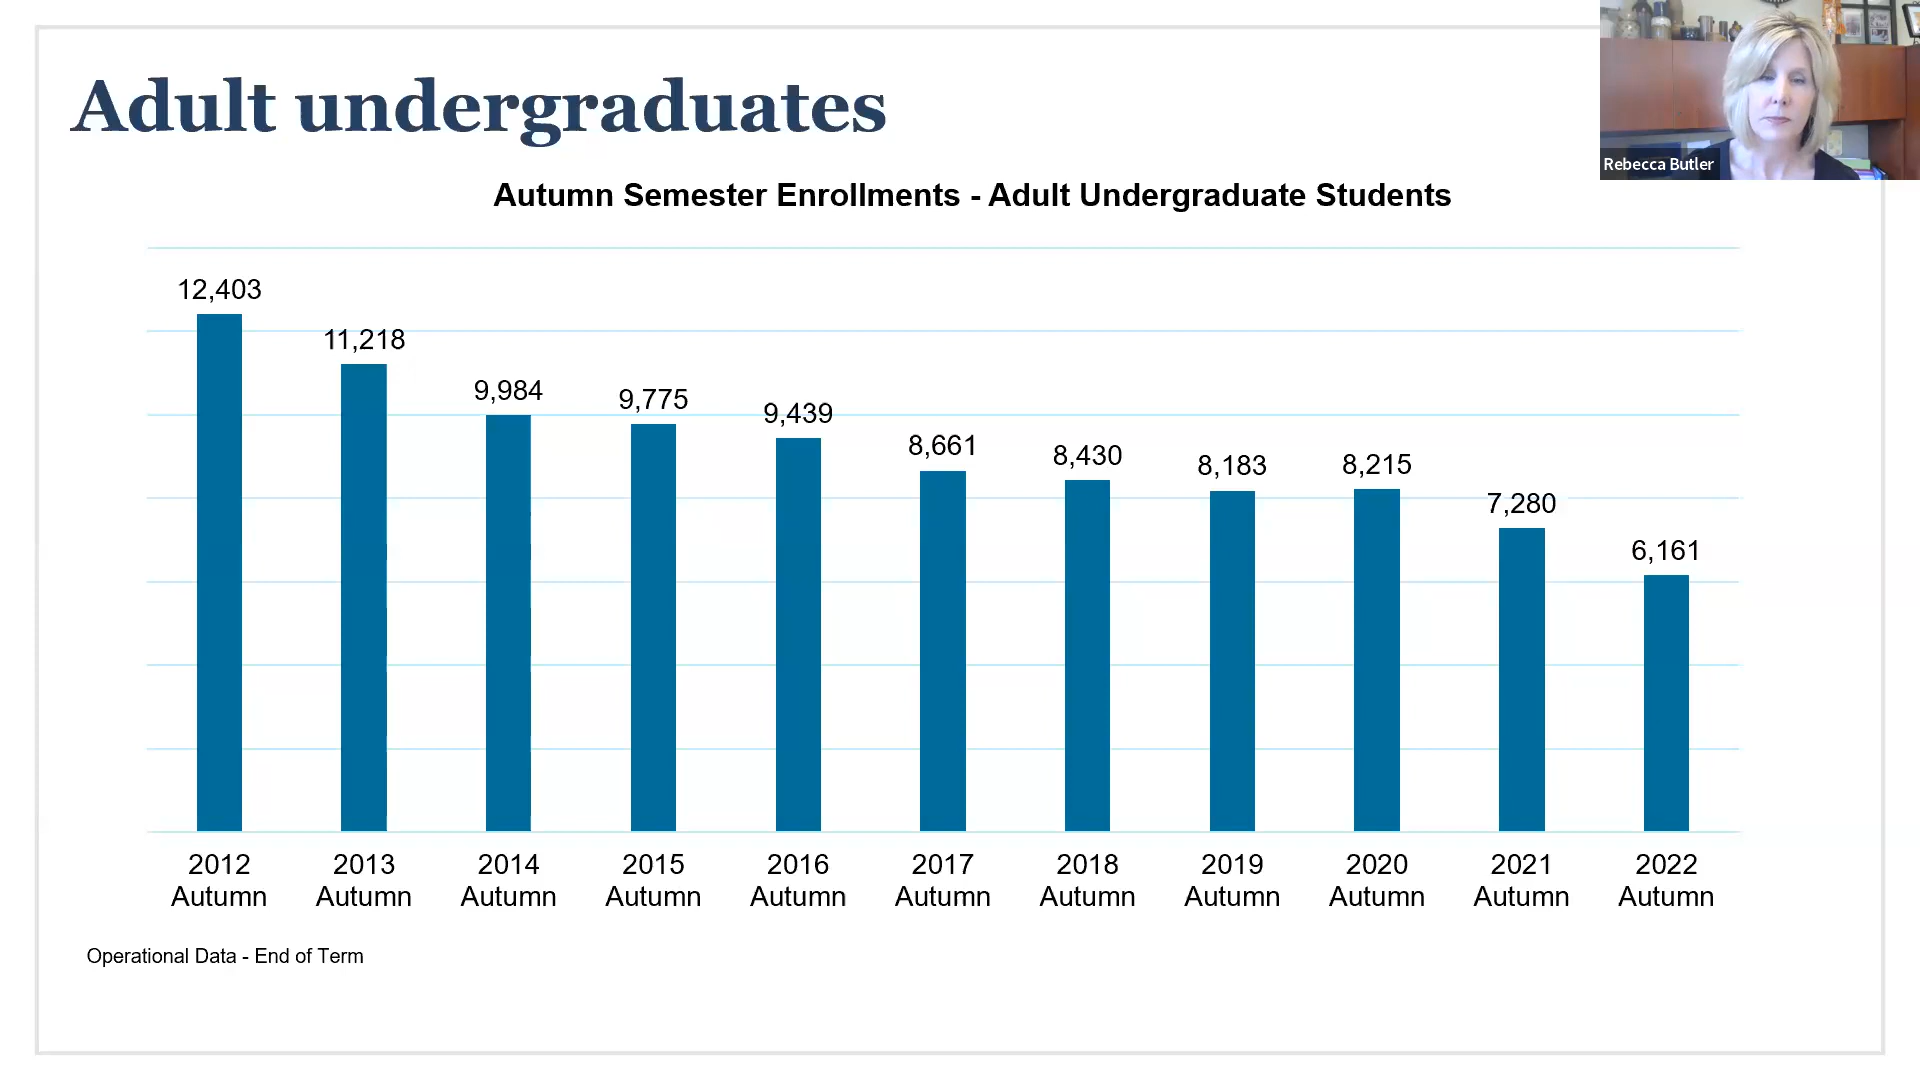 Adult undergraduates
Rebecca Butler
Autumn Semester Enrollments - Adult Undergraduate Students
12,403
11,218
9,984
9,775
9,439
8,661
8,430
8,183
8,215
7,280
6,161
2012 Autumn
2013 Autumn
2014 Autumn
2015 Autumn
2016 Autumn
2017 Autumn
2018 Autumn
2019 Autumn
2020 Autumn
2021 Autumn
2022 Autumn
Operational Data - End of Term